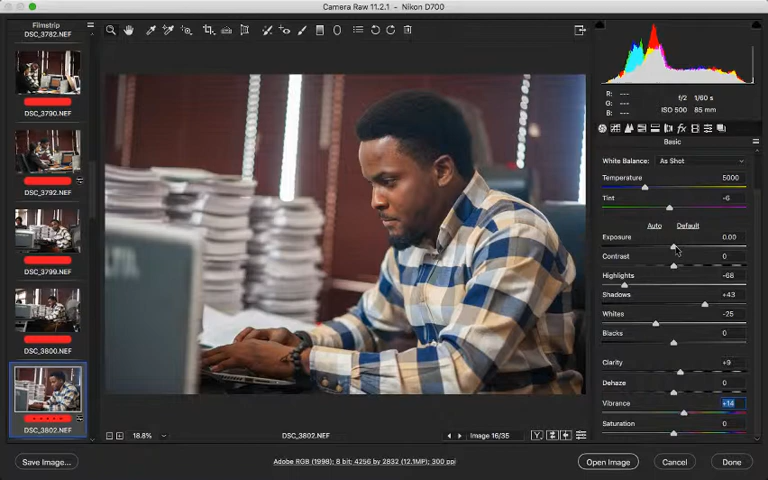 Camera Raw 11.2.1 - Nikon D700
Filmstrip
DSC_3782.NEF
DSC_3790.NEF
DSC_3792.NEF
DSC_3799.NEF
DSC_3800.NEF
DSC_3802.NEF
18.8%
DSC_3802.NEF
Image 16/35
R: ---
G: ---
B: ---
f/2 1/60 s
ISO 500 85 mm
Basic
White Balance: As Shot
Temperature 5000
Tint -6
Auto Default
Exposure 0.00
Contrast 0
Highlights -68
Shadows +43
Whites -25
Blacks 0
Clarity +9
Dehaze 0
Vibrance +14
Saturation 0
Save Image...
Adobe RGB (1998); 8 bit; 4256 by 2832 (12.1MP); 300 ppi
Open Image
Cancel
Done